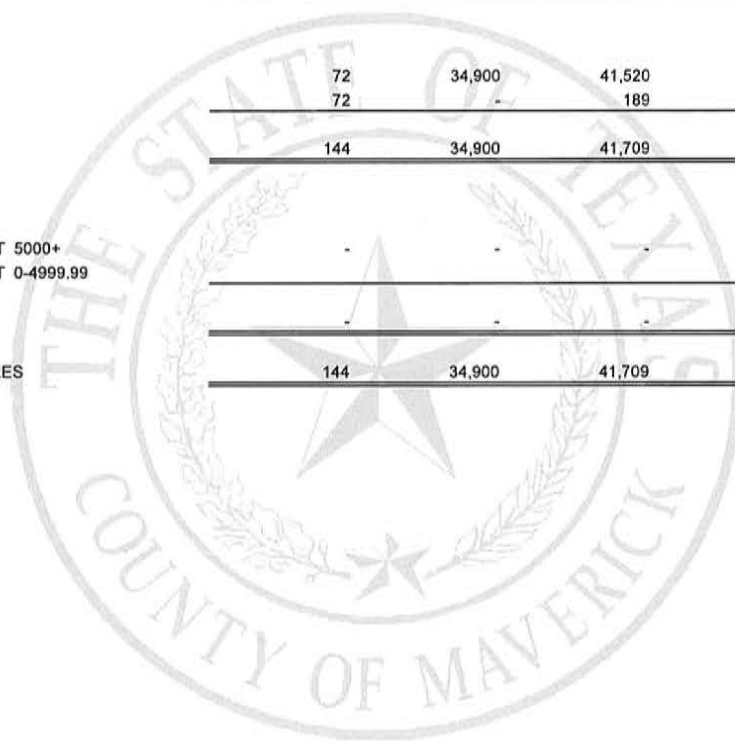 72 34,900 41,520
72 - 189
144 34,900 41,709
T 5000+ - - -
T 0-4999.99
- - -
ES 144 34,900 41,709
THE STATE OF TEXAS
COUNTY OF MAVERICK